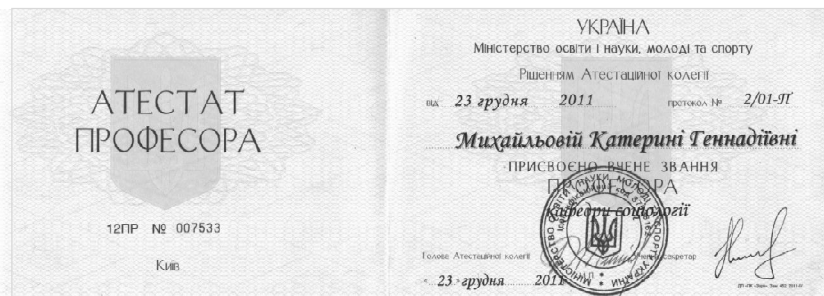 АТЕСТАТ
ПРОФЕСОРА
12ПР № 007533
Київ
УКРАЇНА
Міністерство освіти і науки, молоді та спорту
Рішенням Атестаційної колегії
від 23 грудня 2011 протокол № 2/01-П
Михайльовій Катерині Геннадіївні
ПРИСВОЄНО ВЧЕНЕ ЗВАННЯ
ПРОФЕСОРА
кафедри соціології
Голова Атестаційної колегії Вчений секретар
« 23 » грудня 2011